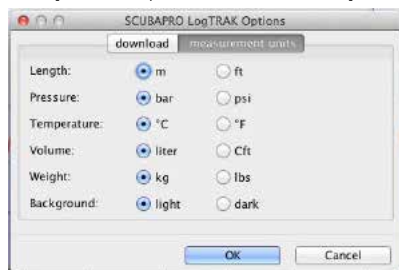 SCUBAPRO LogTRAK Options
download measurement units
Length: m ft
Pressure: bar psi
Temperature: °C °F
Volume: liter Cft
Weight: kg lbs
Background: light dark
OK Cancel